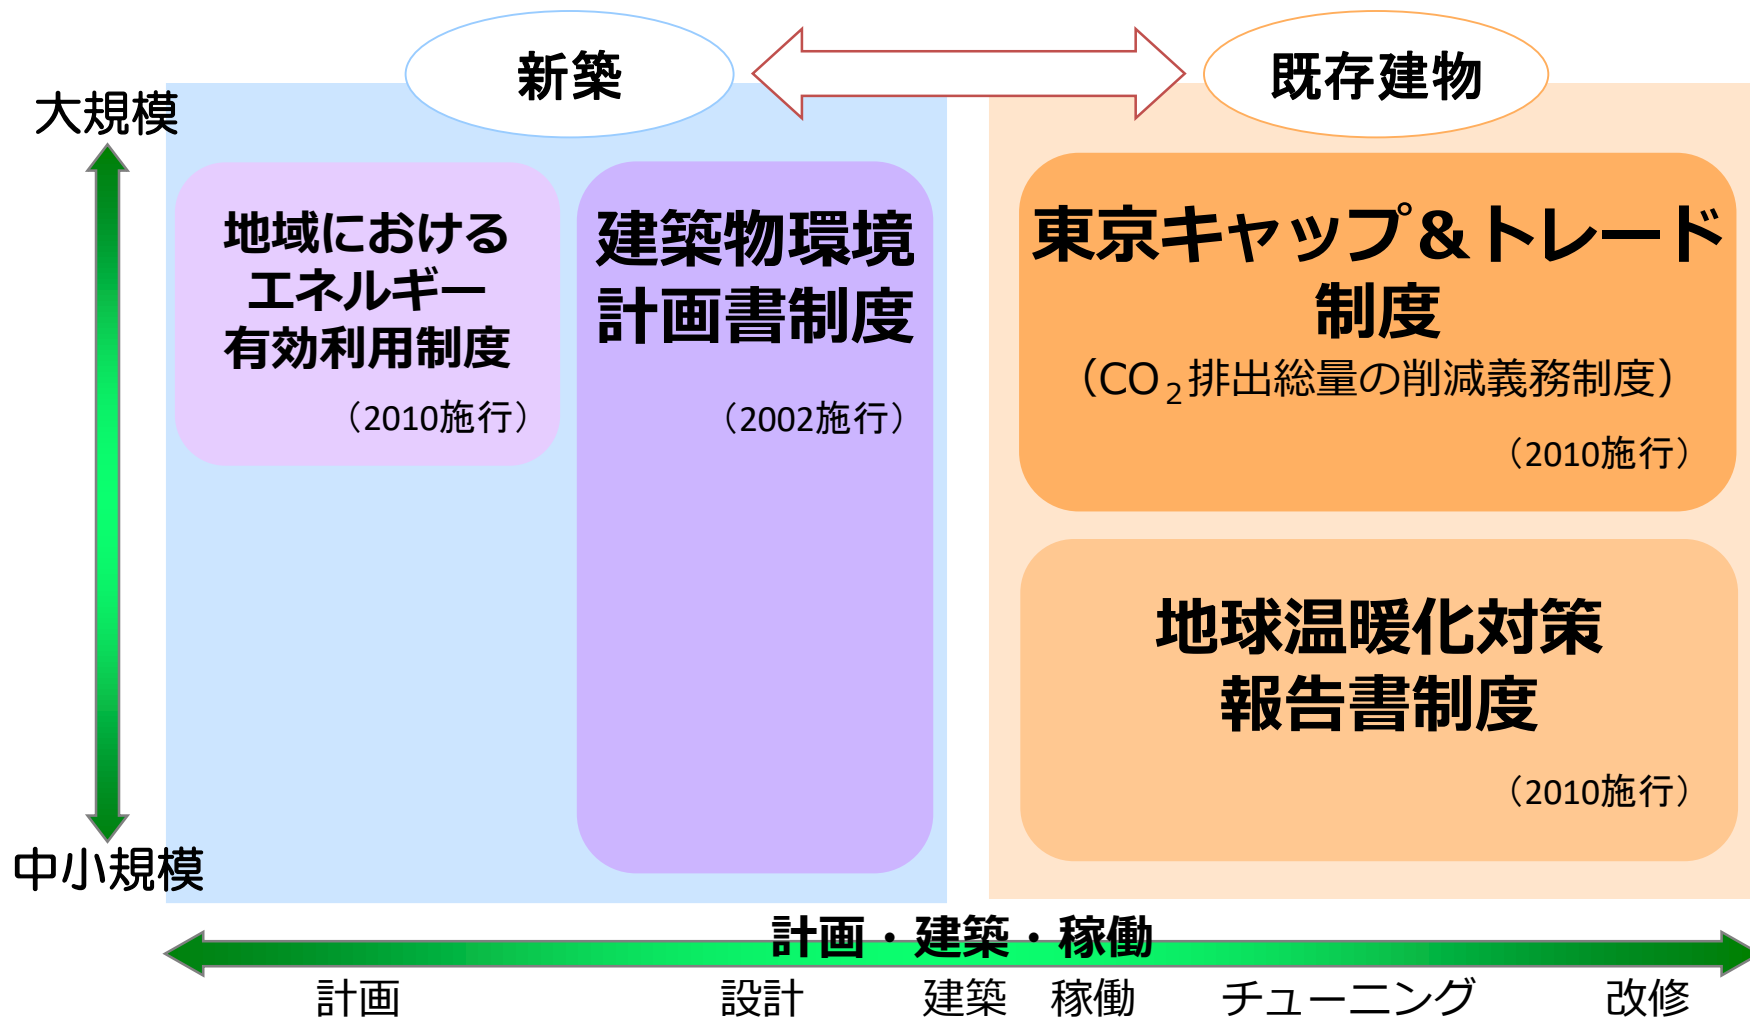 新築
既存建物
大規模
地域における
エネルギー
有効利用制度
(2010施行)
建築物環境
計画書制度
(2002施行)
東京キャップ&トレード
制度
(CO2排出総量の削減義務制度)
(2010施行)
地球温暖化対策
報告書制度
(2010施行)
中小規模
計画・建築・稼働
計画 設計 建築 稼働 チューニング 改修